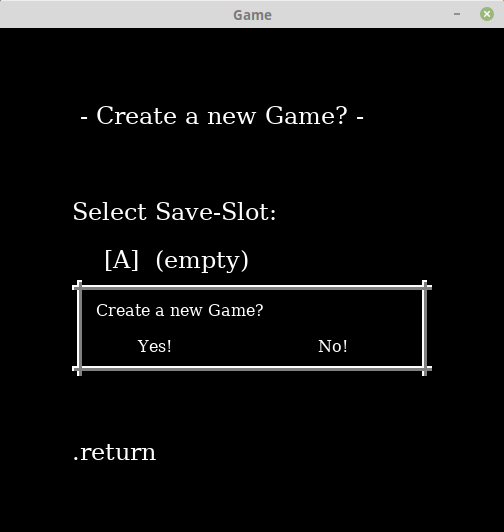 Game
- Create a new Game? -
Select Save-Slot:
[A] (empty)
Create a new Game?
Yes! No!
.return